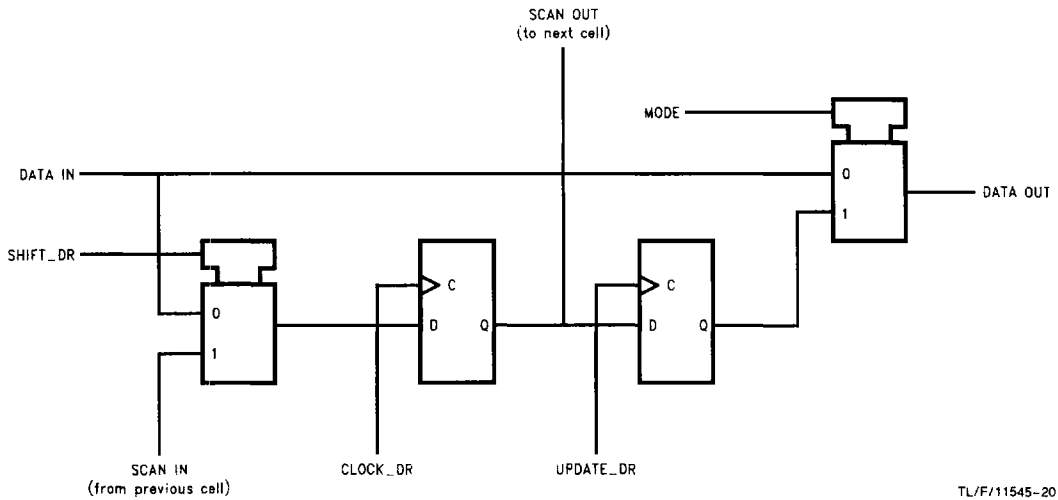 SCAN OUT
(to next cell)
MODE
DATA IN
0
DATA OUT
1
SHIFT_DR
C
C
0
D
Q
D
Q
1
SCAN IN
(from previous cell)
CLOCK_DR
UPDATE_DR
TL/F/11545-20